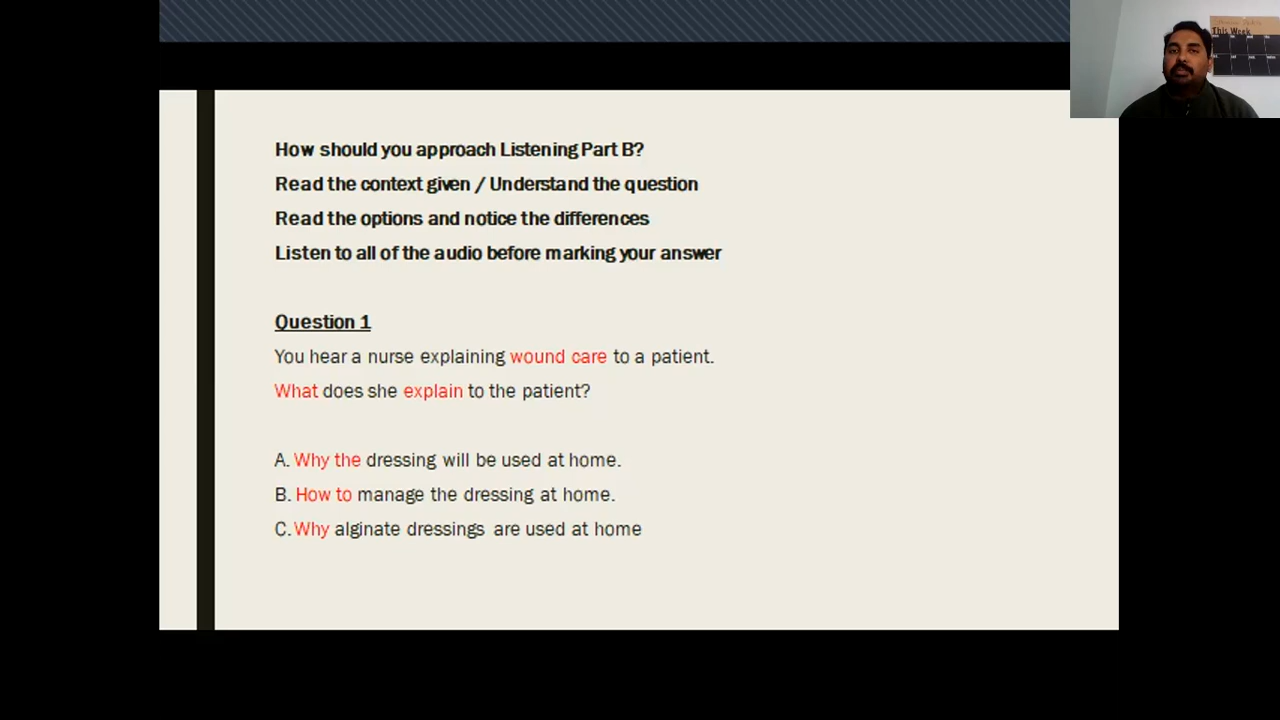 This Week
How should you approach Listening Part B?
Read the context given / Understand the question
Read the options and notice the differences
Listen to all of the audio before marking your answer
Question 1
You hear a nurse explaining wound care to a patient.
What does she explain to the patient?
A. Why the dressing will be used at home.
B. How to manage the dressing at home.
C. Why alginate dressings are used at home